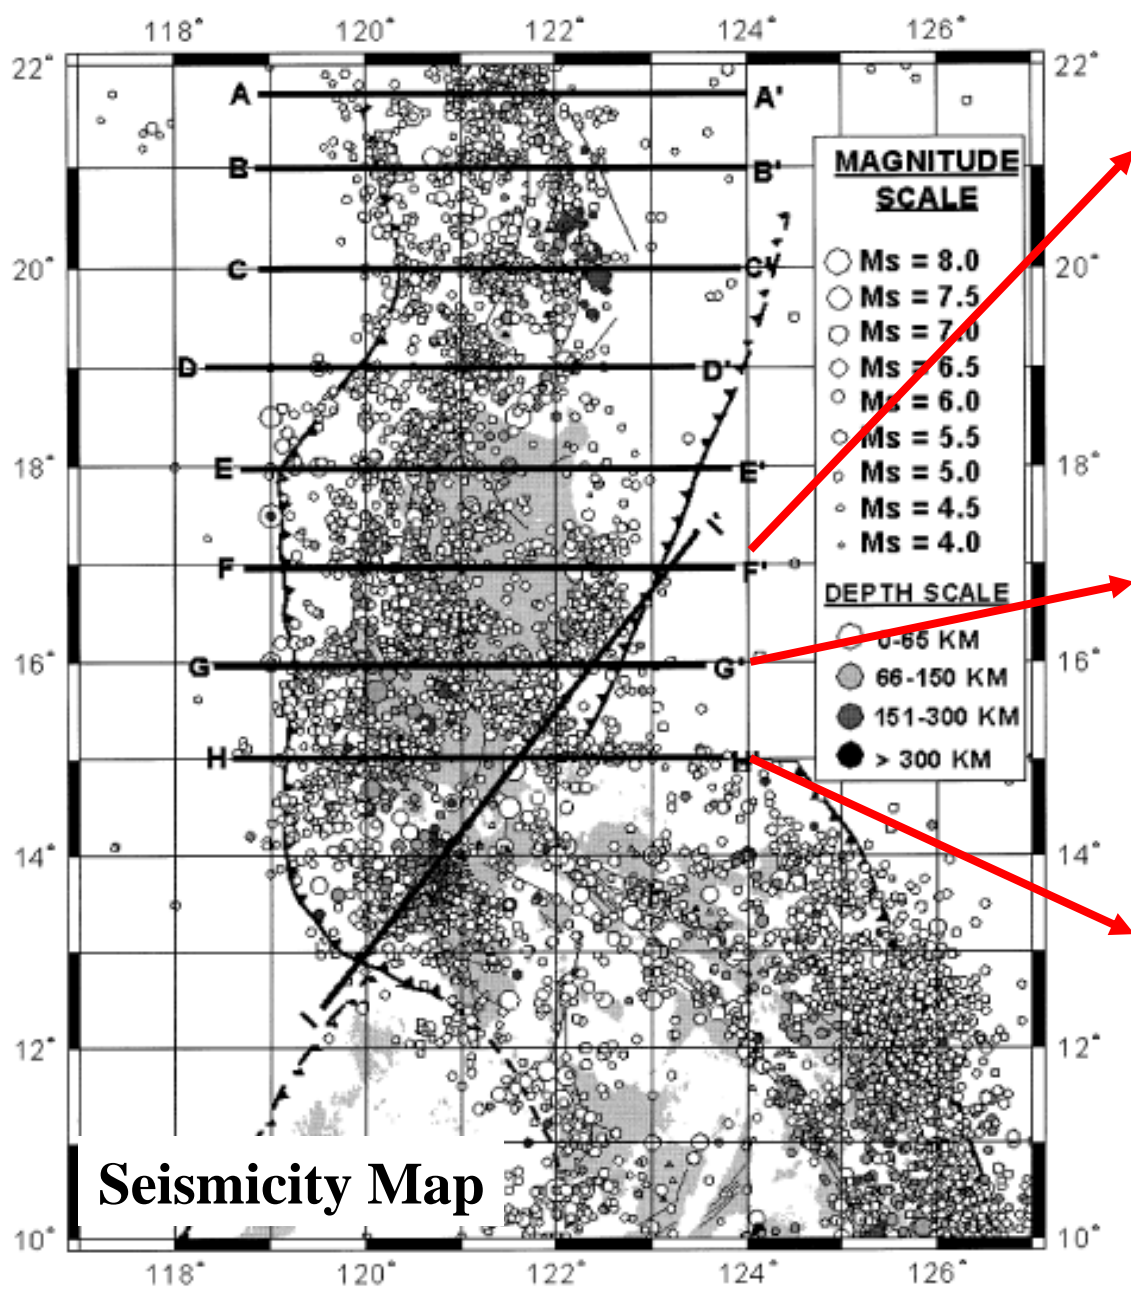 118° 120° 122° 124° 126°
22° 22°
A A'
MAGNITUDE
SCALE
B B'
Ms = 8.0
20° C C' 20°
Ms = 7.5
Ms = 7.0
D D' Ms = 6.5
Ms = 6.0
Ms = 5.5
18° E E' 18°
Ms = 5.0
Ms = 4.5
I'
Ms = 4.0
F F'
DEPTH SCALE
0-65 KM
16° G G' 16°
66-150 KM
151-300 KM
H H'
> 300 KM
14° 14°
I
12° 12°
Seismicity Map
10° 10°
118° 120° 122° 124° 126°